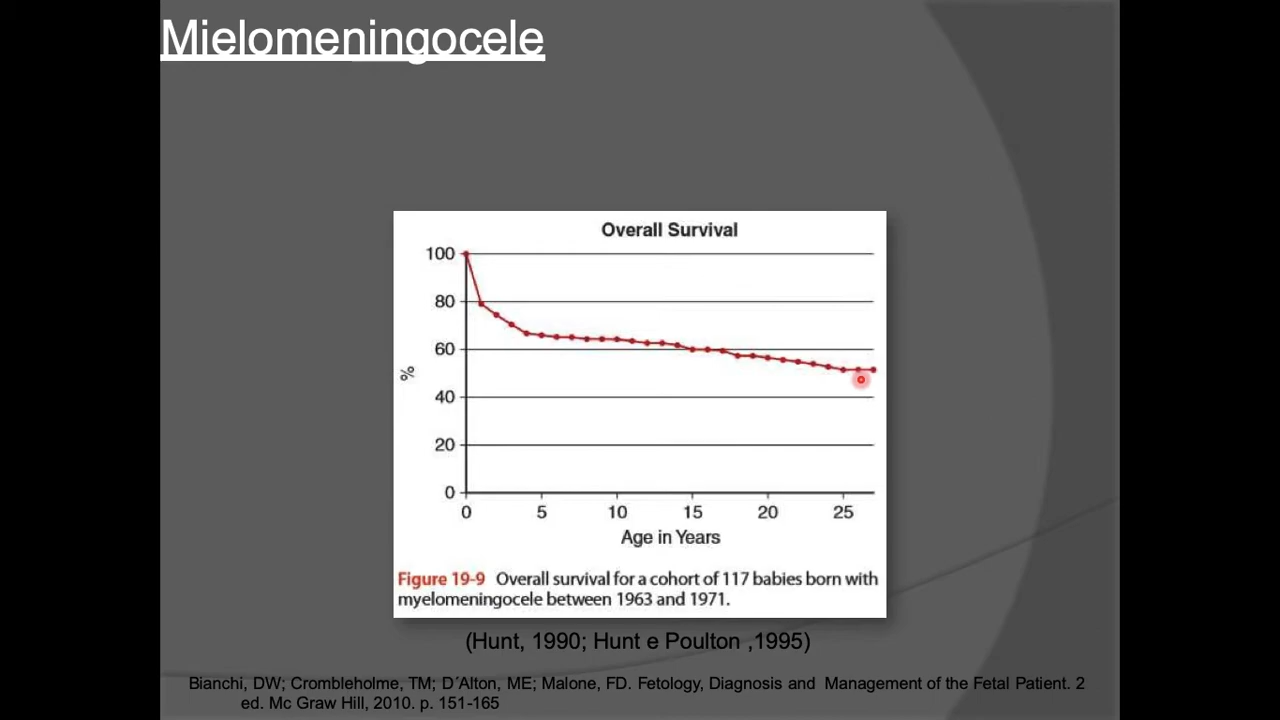 Mielomeningocele
Overall Survival
100
80
60
%
40
20
0
0 5 10 15 20 25
Age in Years
Figure 19-9 Overall survival for a cohort of 117 babies born with
myelomeningocele between 1963 and 1971.
(Hunt, 1990; Hunt e Poulton ,1995)
Bianchi, DW; Crombleholme, TM; D´Alton, ME; Malone, FD. Fetology, Diagnosis and Management of the Fetal Patient. 2
ed. Mc Graw Hill, 2010. p. 151-165